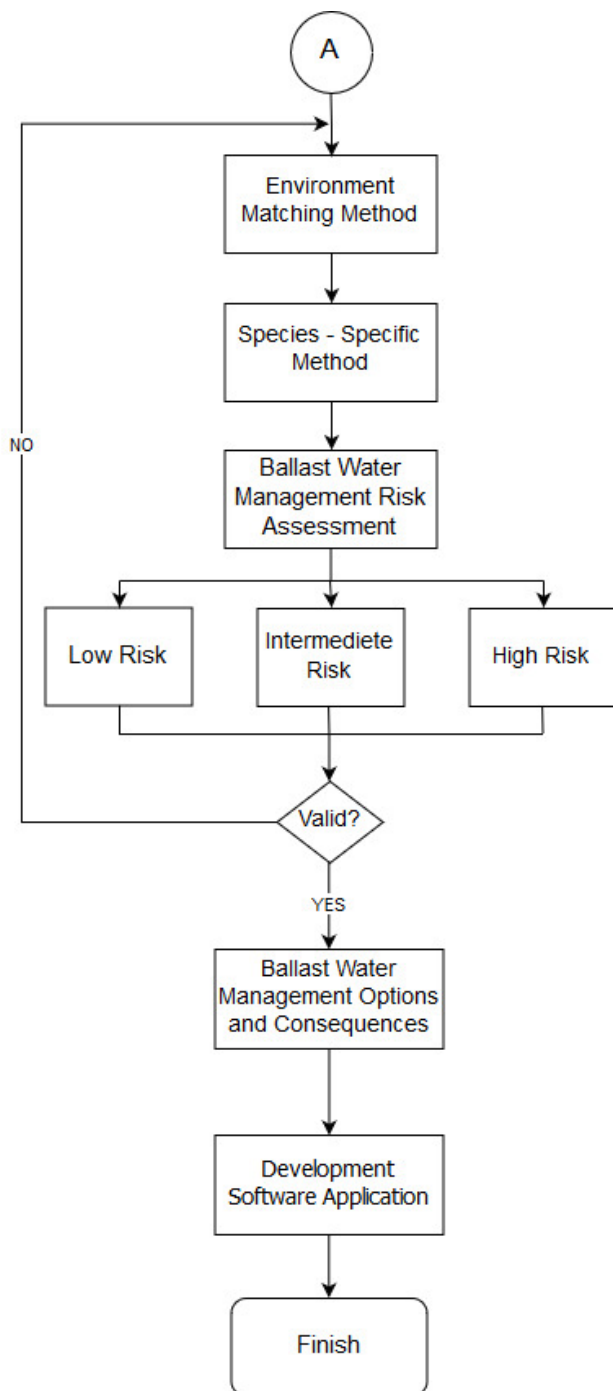 A
Environment
Matching Method
Species - Specific
Method
Ballast Water
Management Risk
Assessment
Low Risk
Intermediete
Risk
High Risk
NO
Valid?
YES
Ballast Water
Management Options
and Consequences
Development
Software Application
Finish